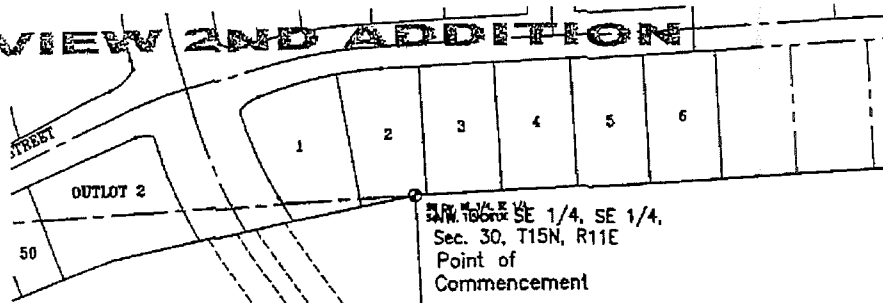 VIEW 2ND ADDITION
STREET
1
2
3
4
5
6
OUTLOT 2
50
SE 1/4, SE 1/4,
Sec. 30, T15N, R11E
Point of
Commencement